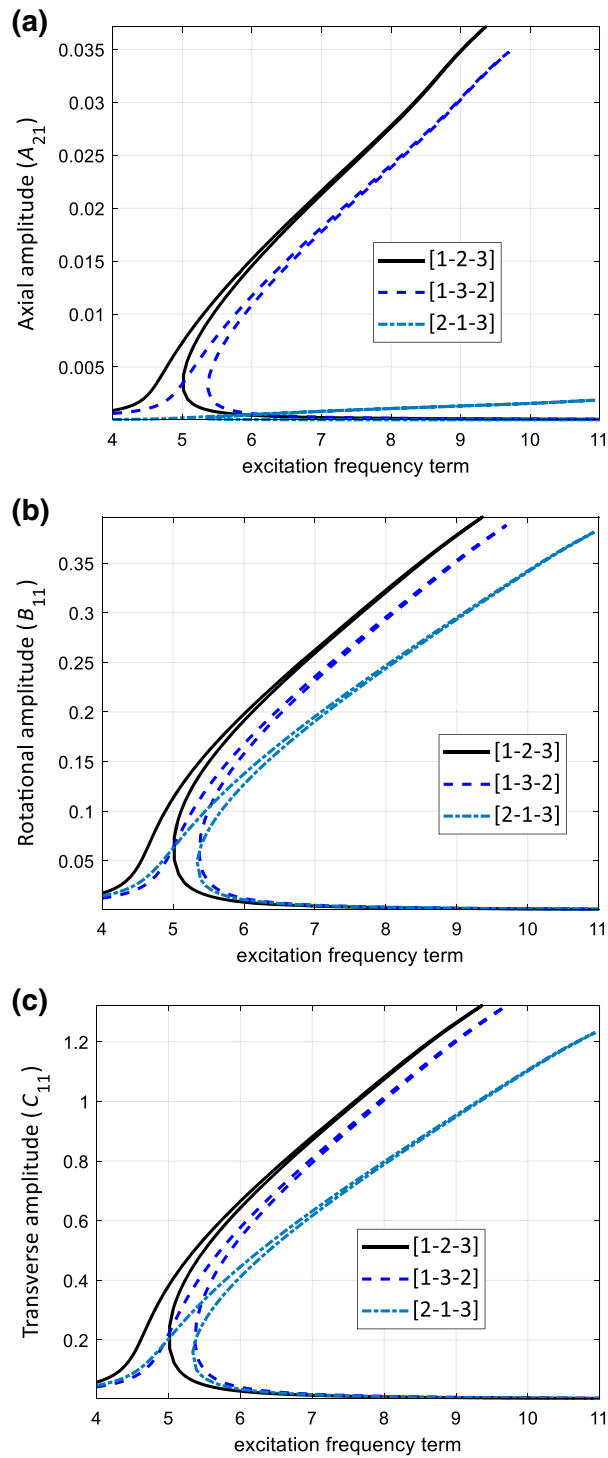 (a)
Axial amplitude (A21)
0.035
0.03
0.025
0.02
0.015
0.01
0.005
[1-2-3]
[1-3-2]
[2-1-3]
4 5 6 7 8 9 10 11
excitation frequency term
(b)
Rotational amplitude (B11)
0.35
0.3
0.25
0.2
0.15
0.1
0.05
[1-2-3]
[1-3-2]
[2-1-3]
4 5 6 7 8 9 10 11
excitation frequency term
(c)
Transverse amplitude (C11)
1.2
1
0.8
0.6
0.4
0.2
[1-2-3]
[1-3-2]
[2-1-3]
4 5 6 7 8 9 10 11
excitation frequency term